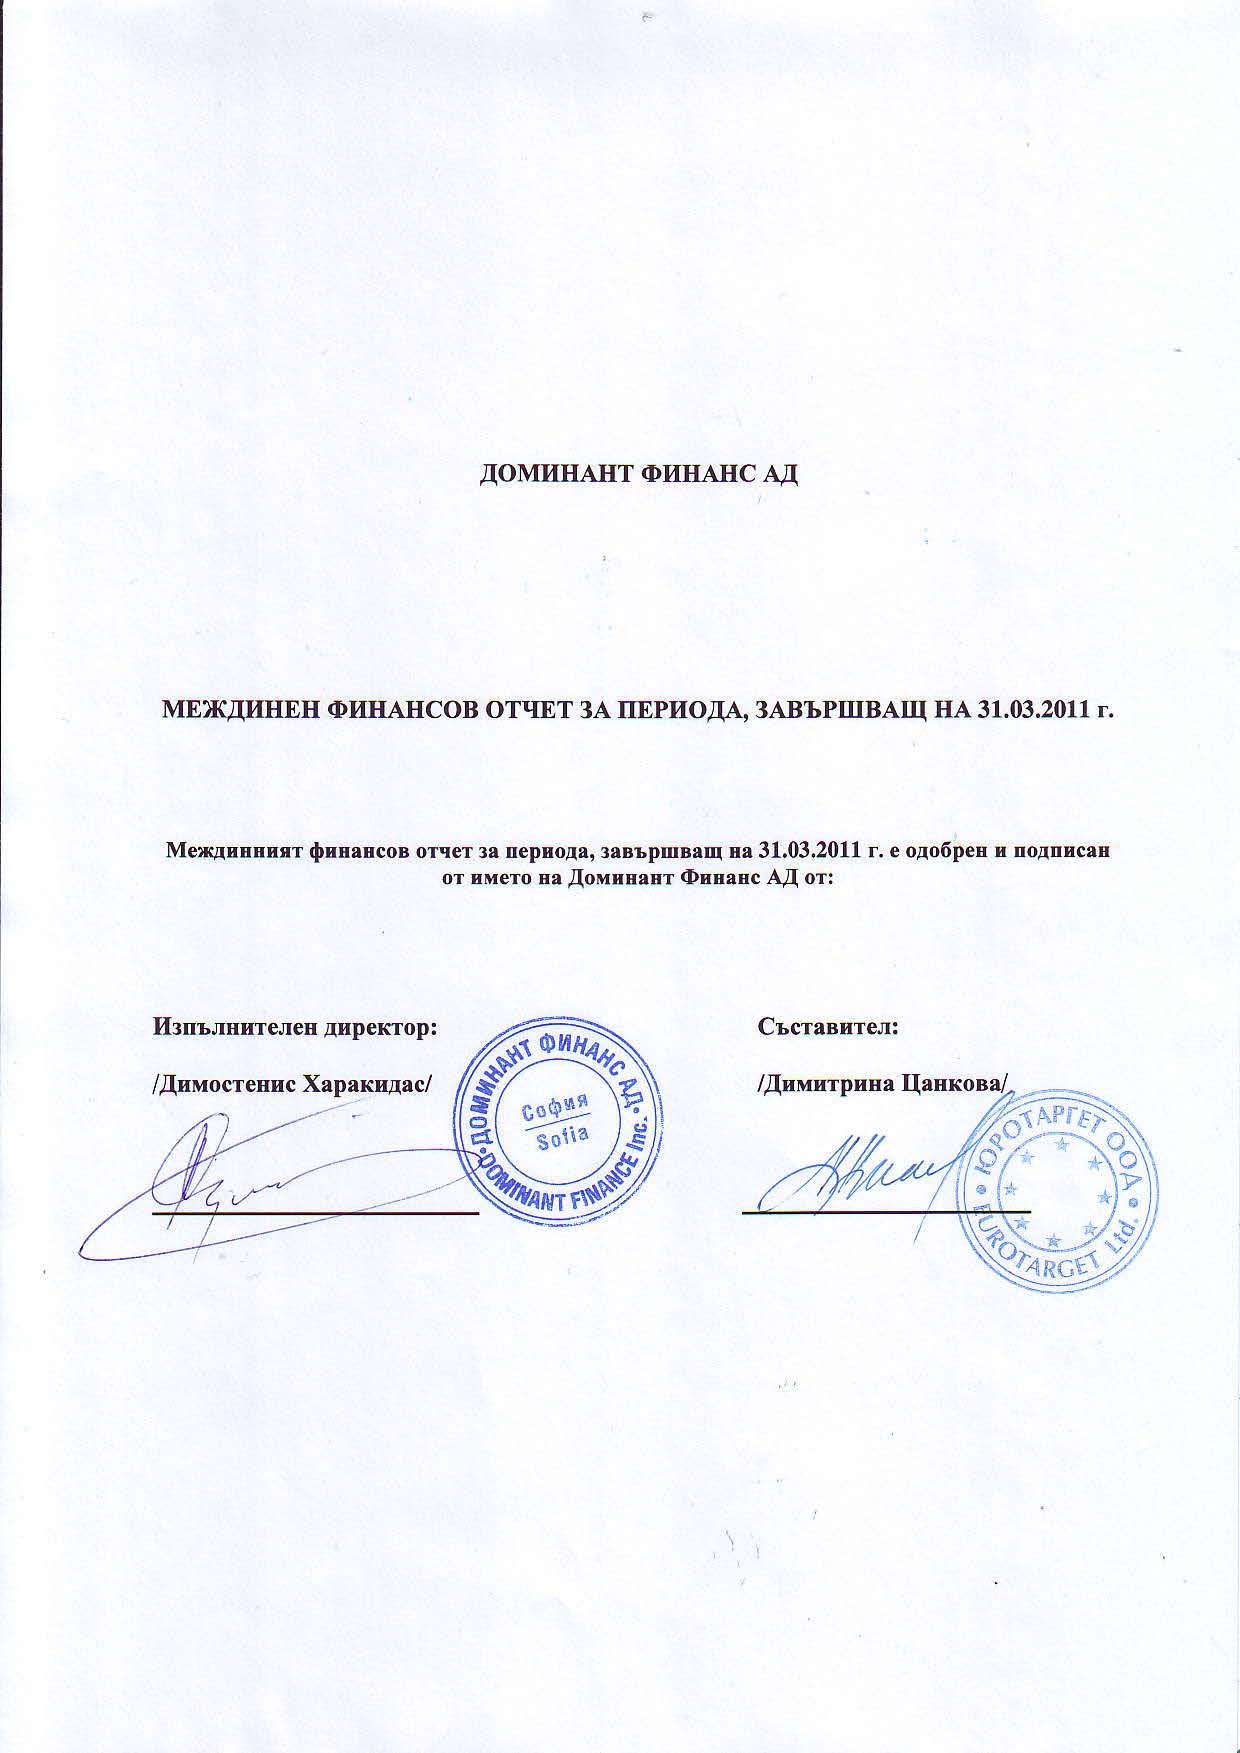 ДОМИНАНТ ФИНАНС АД
МЕЖДИНЕН ФИНАНСОВ ОТЧЕТ ЗА ПЕРИОДА, ЗАВЪРШВАЩ НА 31.03.2011 г.
Междинният финансов отчет за периода, завършващ на 31.03.2011 г. е одобрен и подписан
от името на Доминант Финанс АД от:
Изпълнителен директор:
/Димостенис Харакидас/
ДОМИНАНТ ФИНАНС АД
София
Sofia
DOMINANT FINANCE Inc.
Съставител:
/Димитрина Цанкова/
ЮРОТАРГЕТ ООД
EUROTARGET Ltd.